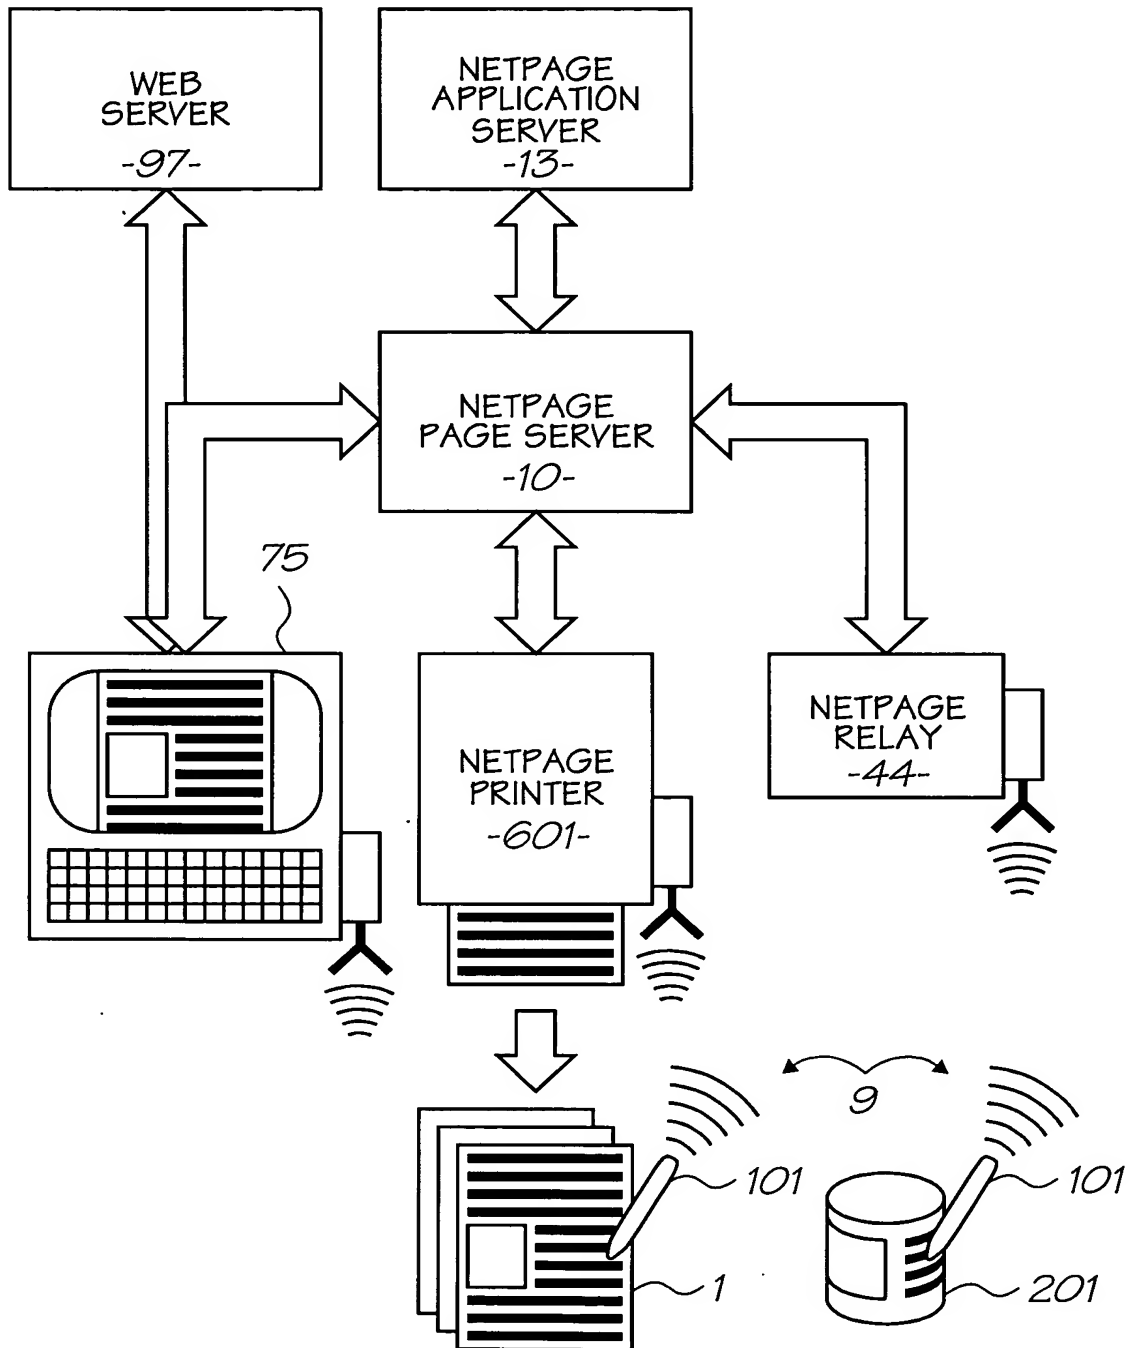 WEB
SERVER
-97-
NETPAGE
APPLICATION
SERVER
-13-
NETPAGE
PAGE SERVER
-10-
75
NETPAGE
PRINTER
-601-
NETPAGE
RELAY
-44-
9
101
101
1
201